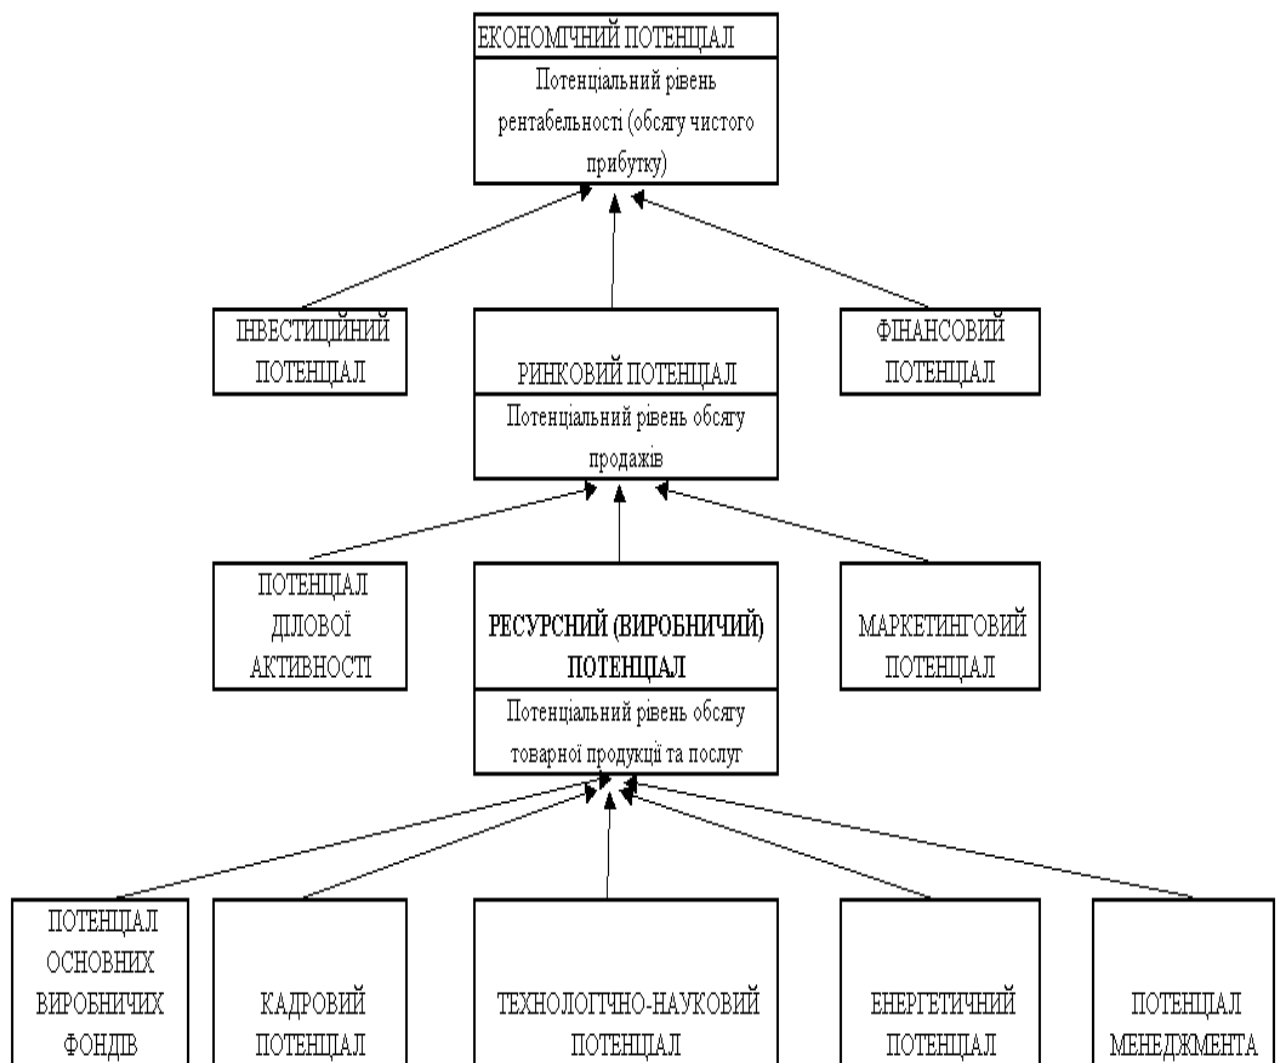 ЕКОНОМІЧНИЙ ПОТЕНЦІАЛ
Потенціальний рівень
рентабельності (обсягу чистого
прибутку)
ІНВЕСТИЦІЙНИЙ
ПОТЕНЦІАЛ
РИНКОВИЙ ПОТЕНЦІАЛ
Потенціальний рівень обсягу
продажів
ФІНАНСОВИЙ
ПОТЕНЦІАЛ
ПОТЕНЦІАЛ
ДІЛОВОЇ
АКТИВНОСТІ
РЕСУРСНИЙ (ВИРОБНИЧИЙ)
ПОТЕНЦІАЛ
Потенціальний рівень обсягу
товарної продукції та послуг
МАРКЕТИНГОВИЙ
ПОТЕНЦІАЛ
ПОТЕНЦІАЛ
ОСНОВНИХ
ВИРОБНИЧИХ
ФОНДІВ
КАДРОВИЙ
ПОТЕНЦІАЛ
ТЕХНОЛОГІЧНО-НАУКОВИЙ
ПОТЕНЦІАЛ
ЕНЕРГЕТИЧНИЙ
ПОТЕНЦІАЛ
ПОТЕНЦІАЛ
МЕНЕДЖМЕНТА